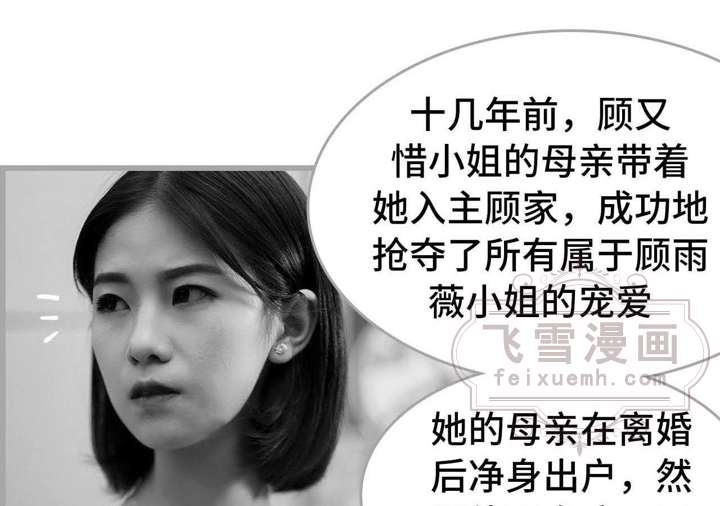 十几年前，顾又
惜小姐的母亲带着
她入主顾家，成功地
抢夺了所有属于顾雨
薇小姐的宠爱
飞雪漫画
feixuemh.com
她的母亲在离婚
后净身出户，然